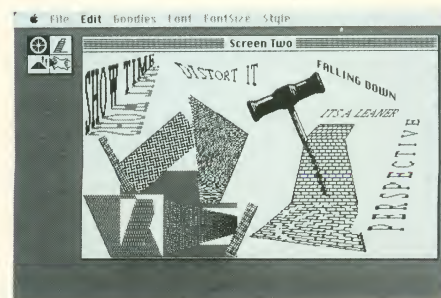 File Edit Goodies Font FontSize Style
Screen Two
SHOW TIME
DISTORT IT
FALLING DOWN
ITS A LEANER
PERSPECTIVE